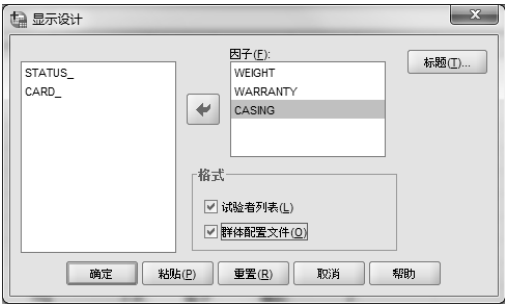 显示设计
STATUS_
CARD_
因子(F):
WEIGHT
WARRANTY
CASING
标题(T)...
格式
试验者列表(L)
群体配置文件(O)
确定
粘贴(P)
重置(R)
取消
帮助